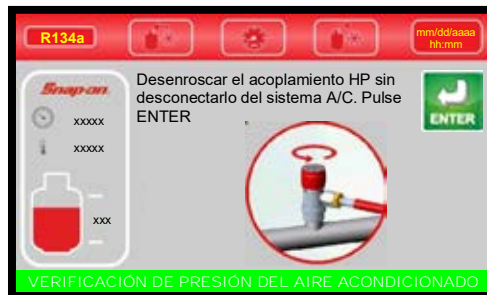 R134a
mm/dd/aaaa
hh:mm
Snap-on
xxxxx
xxxxx
xxx
Desenroscar el acoplamiento HP sin
desconectarlo del sistema A/C. Pulse
ENTER
ENTER
VERIFICACIÓN DE PRESIÓN DEL AIRE ACONDICIONADO